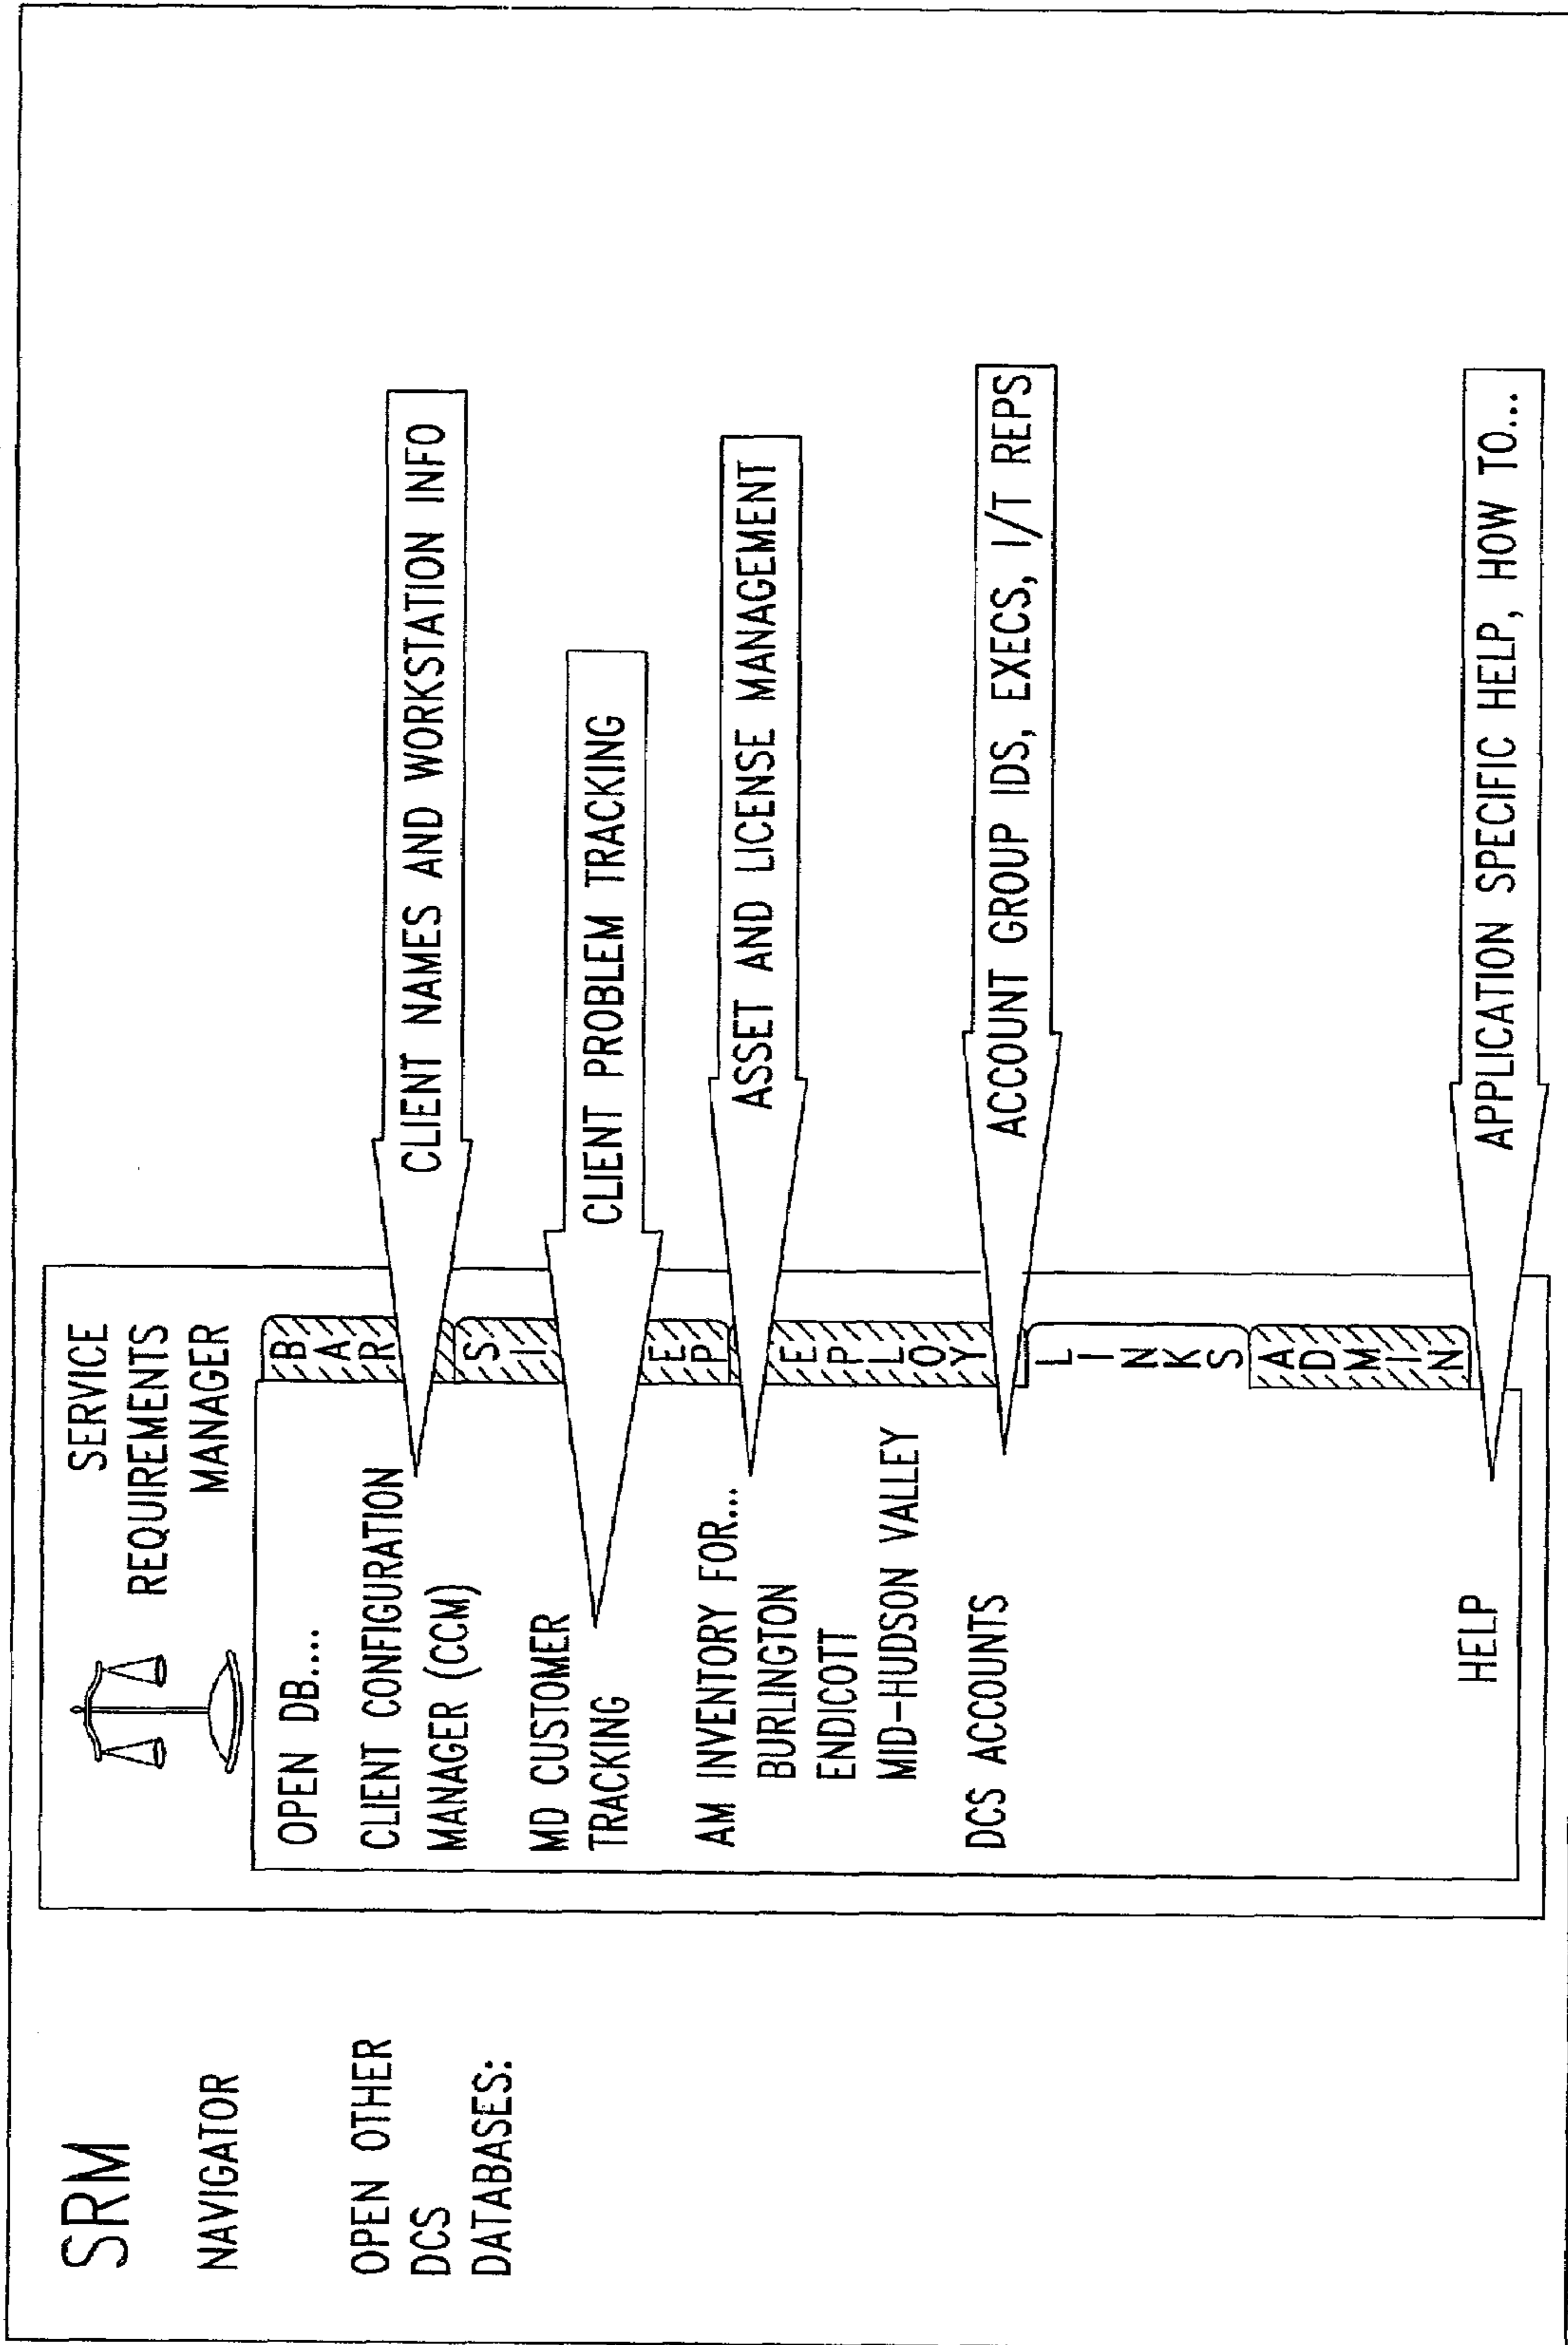 SRM
NAVIGATOR
OPEN OTHER
DCS
DATABASES:
SERVICE
REQUIREMENTS
MANAGER
OPEN DB....
CLIENT CONFIGURATION
MANAGER (CCM)
MD CUSTOMER
TRACKING
AM INVENTORY FOR...
BURLINGTON
ENDICOTT
MID-HUDSON VALLEY
DCS ACCOUNTS
HELP
BAR
SI
EP
EPLOY
LINKS
ADMIN
CLIENT NAMES AND WORKSTATION INFO
CLIENT PROBLEM TRACKING
ASSET AND LICENSE MANAGEMENT
ACCOUNT GROUP IDS, EXECS, I/T REPS
APPLICATION SPECIFIC HELP, HOW TO...